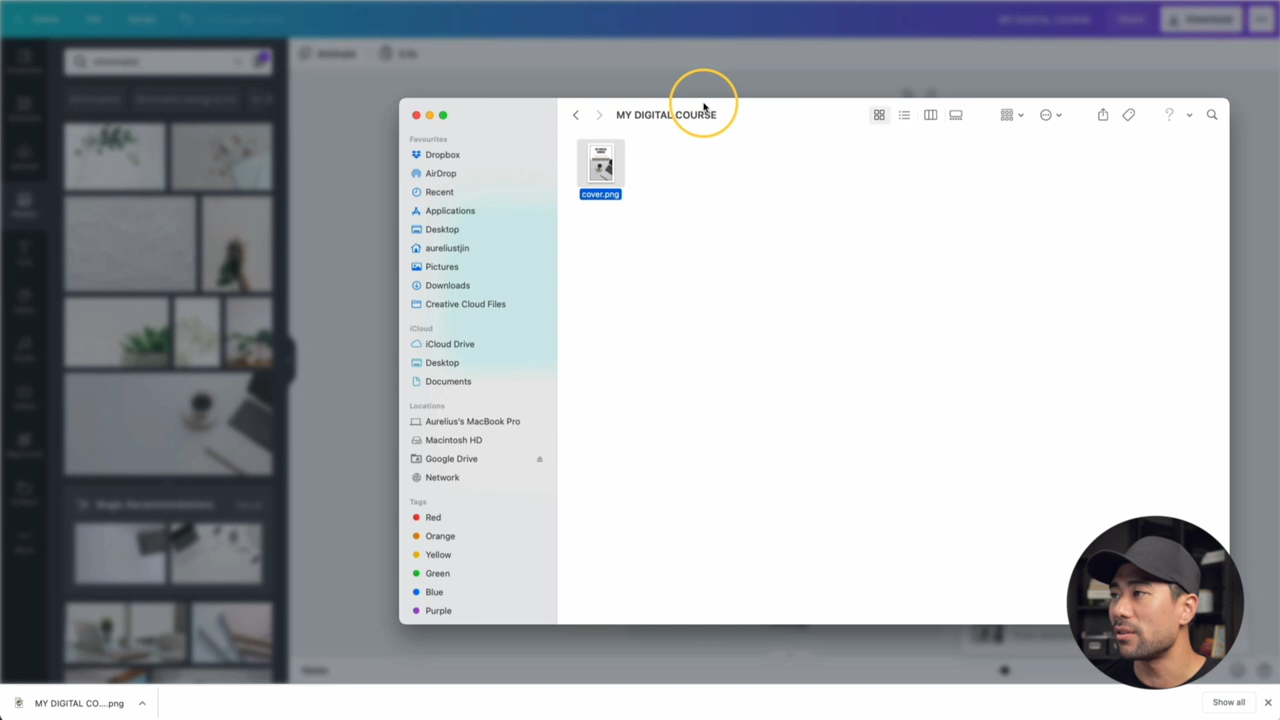 MY DIGITAL COURSE
cover.png
Favourites
Dropbox
AirDrop
Recent
Applications
Desktop
aureliustjin
Pictures
Downloads
Creative Cloud Files
iCloud
iCloud Drive
Desktop
Documents
Locations
Aurelius's MacBook Pro
Macintosh HD
Google Drive
Network
Tags
Red
Orange
Yellow
Green
Blue
Purple
MY DIGITAL CO....png
Show all